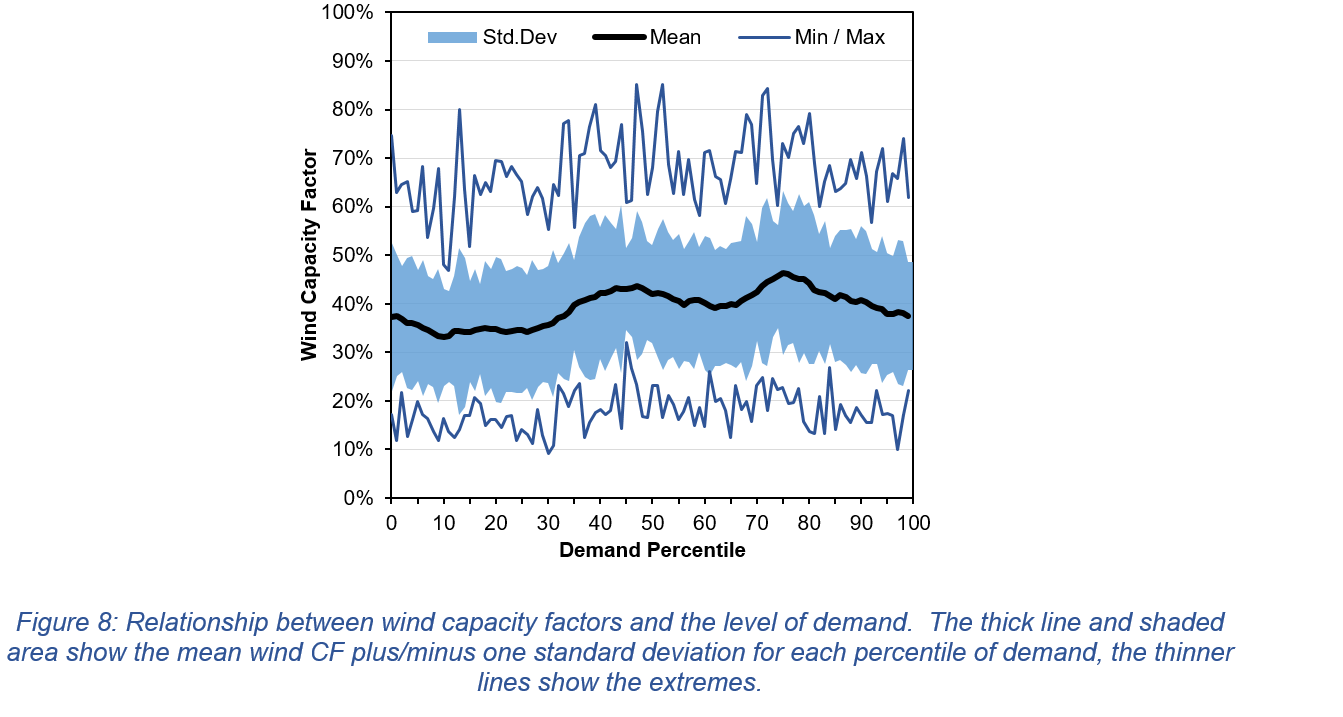 100%
Std.Dev Mean Min / Max
90%
80%
70%
60%
50%
40%
30%
20%
10%
0%
Wind Capacity Factor
0 10 20 30 40 50 60 70 80 90 100
Demand Percentile
Figure 8: Relationship between wind capacity factors and the level of demand. The thick line and shaded
area show the mean wind CF plus/minus one standard deviation for each percentile of demand, the thinner
lines show the extremes.